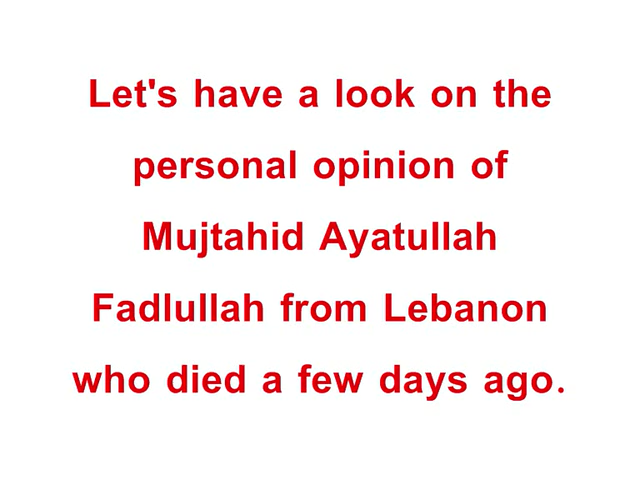 Let's have a look on the
personal opinion of
Mujtahid Ayatullah
Fadlullah from Lebanon
who died a few days ago.